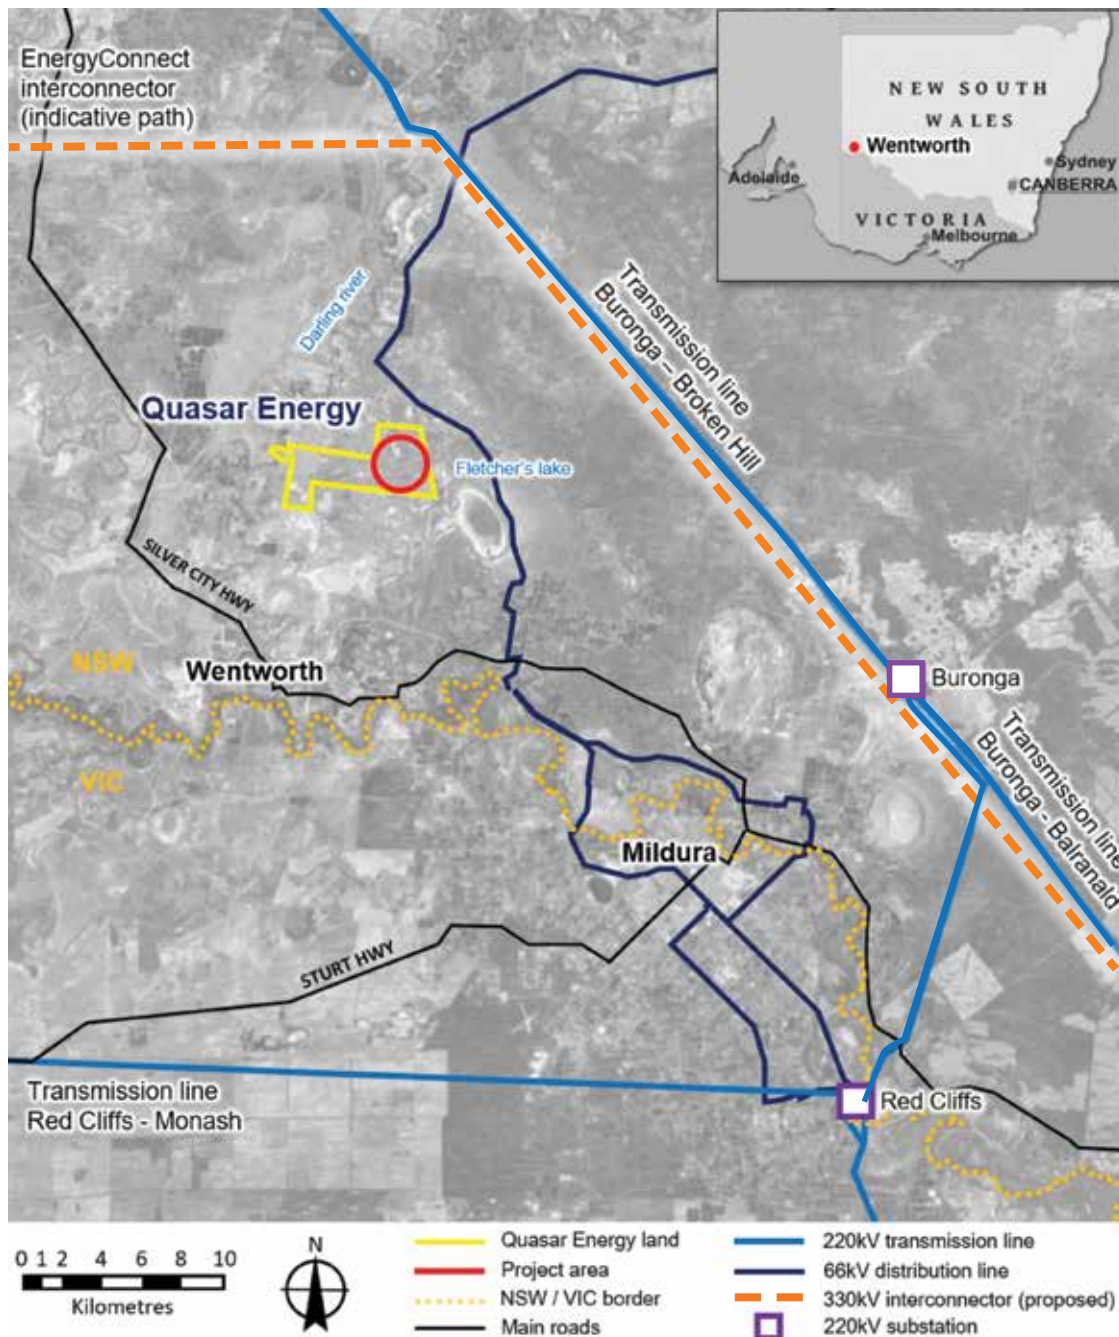 EnergyConnect
interconnector
(indicative path)
NEW SOUTH
WALES
Wentworth
Sydney
CANBERRA
Adelaide
VICTORIA
Melbourne
Darling river
Transmission line
Buronga – Broken Hill
Quasar Energy
Fletcher's lake
SILVER CITY HWY
NSW
Wentworth
VIC
Buronga
Transmission line
Buronga - Balranald
Mildura
STURT HWY
Transmission line
Red Cliffs - Monash
Red Cliffs
0 1 2 4 6 8 10
Kilometres
N
Quasar Energy land
Project area
NSW / VIC border
Main roads
220kV transmission line
66kV distribution line
330kV interconnector (proposed)
220kV substation